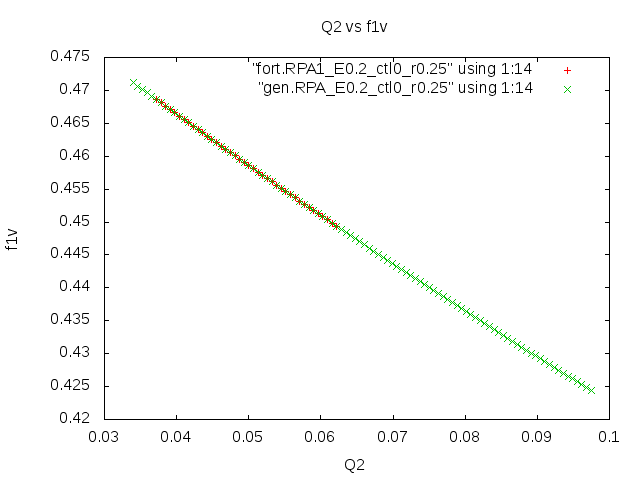 Q2 vs f1v
"fort.RPA1_E0.2_ctl0_r0.25" using 1:14
"gen.RPA_E0.2_ctl0_r0.25" using 1:14
0.475
0.47
0.465
0.46
0.455
0.45
0.445
0.44
0.435
0.43
0.425
0.42
f1v
0.03 0.04 0.05 0.06 0.07 0.08 0.09 0.1
Q2